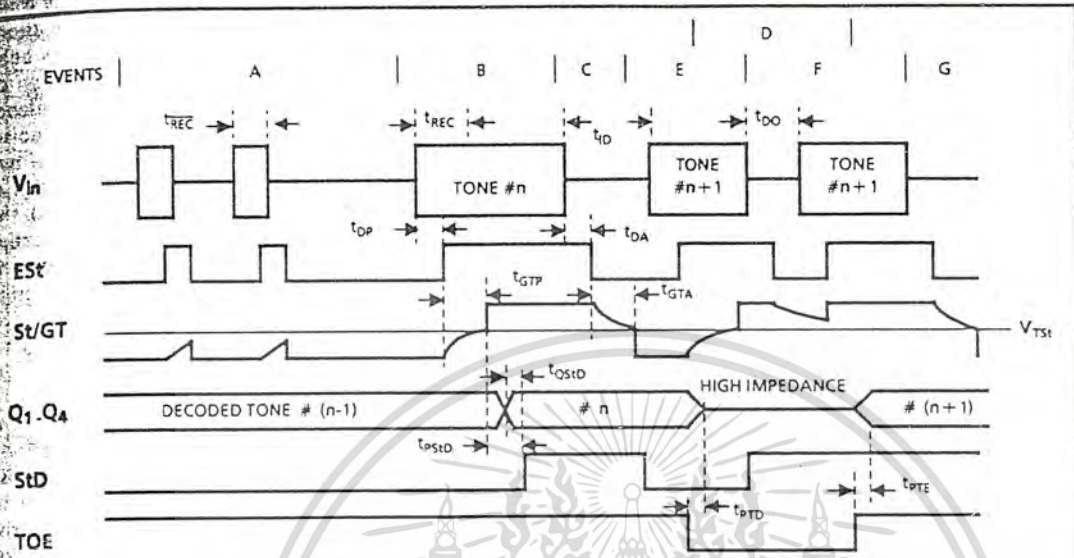 D
EVENTS A B C E F G
t̅REC tREC tID tDO
Vin TONE #n TONE #n+1 TONE #n+1
tDP tDA
ESt
tGTP tGTA
St/GT VTSt
tQStD HIGH IMPEDANCE
Q1-Q4 DECODED TONE # (n-1) # n # (n+1)
tPStD
StD tPTE
tPTD
TOE